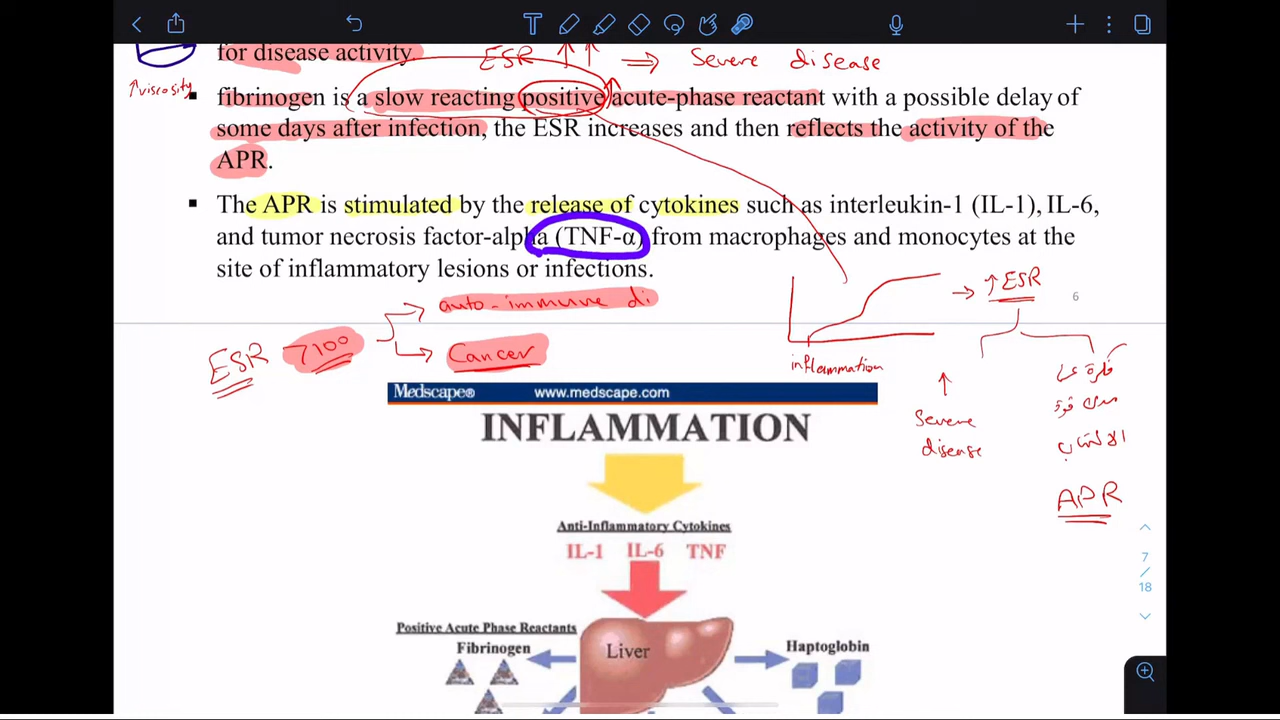 for disease activity.
ESR ↑ ↑ ⇒ Severe disease
↑viscosity
▪ fibrinogen is a slow reacting positive acute-phase reactant with a possible delay of
some days after infection, the ESR increases and then reflects the activity of the
APR.
▪ The APR is stimulated by the release of cytokines such as interleukin-1 (IL-1), IL-6,
and tumor necrosis factor-alpha (TNF-α) from macrophages and monocytes at the
site of inflammatory lesions or infections.
→ ↑ESR
6
auto-immune di
ESR >100
Cancer
inflammation
↑
Severe
disease
فكرة عن
مدى قوة
الالتهاب
APR
Medscape® www.medscape.com
INFLAMMATION
Anti-Inflammatory Cytokines
IL-1 IL-6 TNF
Positive Acute Phase Reactants
Fibrinogen
Liver
Haptoglobin
7
/
18